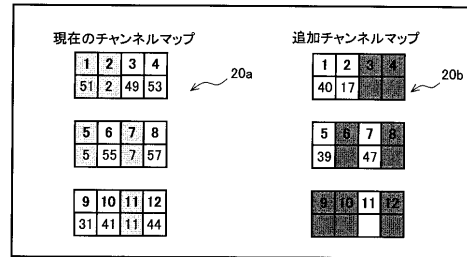 現在のチャンネルマップ
1 2 3 4
51 2 49 53
20a
5 6 7 8
5 55 7 57
9 10 11 12
31 41 11 44
追加チャンネルマップ
1 2 3 4
40 17
20b
5 6 7 8
39 47
9 10 11 12